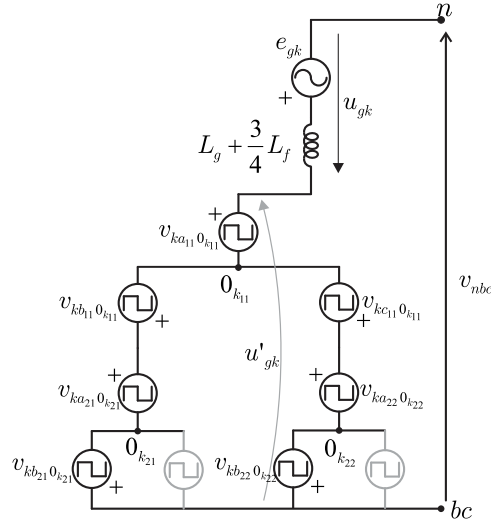 n
e_{gk}
+
u_{gk}
L_g + \frac{3}{4} L_f
+
v_{ka_{11}0_{k_{11}}}
0_{k_{11}}
v_{nbc}
v_{kb_{11}0_{k_{11}}}
+
v_{kc_{11}0_{k_{11}}}
+
u'_{gk}
+
v_{ka_{21}0_{k_{21}}}
+
v_{ka_{22}0_{k_{22}}}
0_{k_{21}}
0_{k_{22}}
v_{kb_{21}0_{k_{21}}}
+
v_{kb_{22}0_{k_{22}}}
+
bc